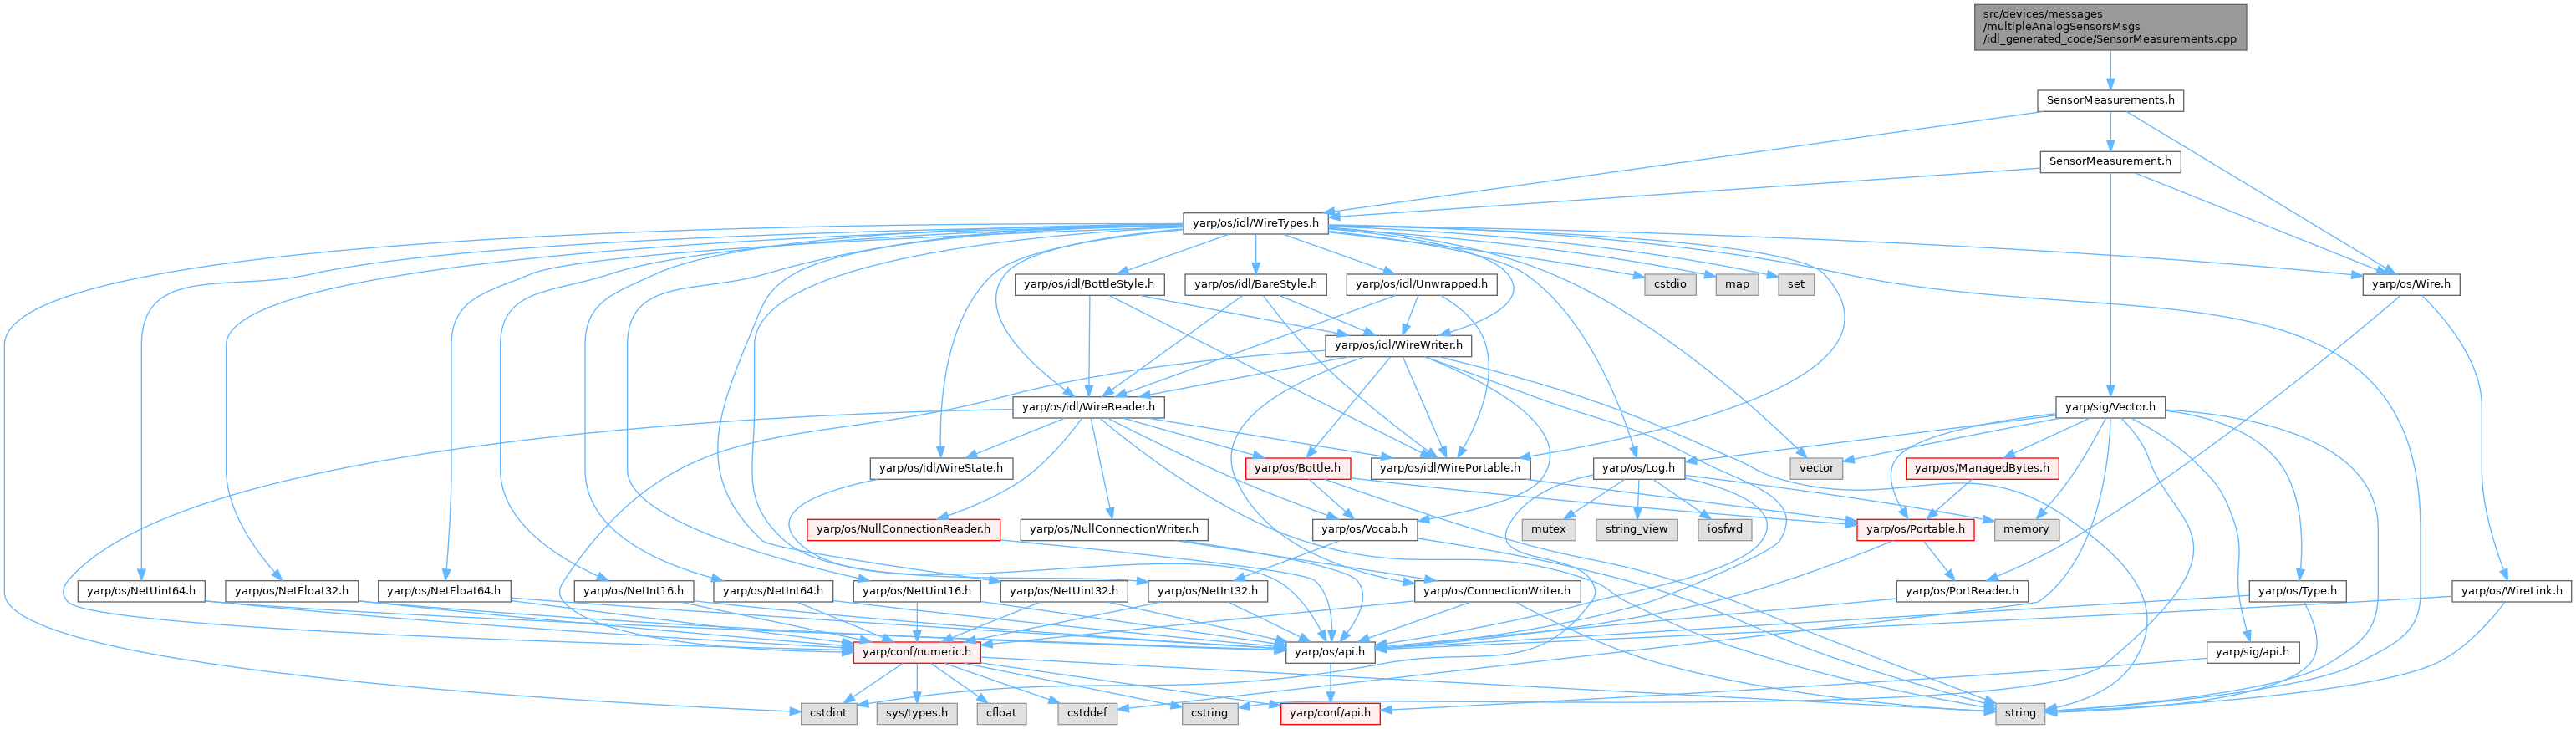 src/devices/messages
/multipleAnalogSensorsMsgs
/idl_generated_code/SensorMeasurements.cpp
SensorMeasurements.h
SensorMeasurement.h
yarp/os/idl/WireTypes.h
yarp/os/idl/BottleStyle.h
yarp/os/idl/BareStyle.h
yarp/os/idl/Unwrapped.h
cstdio
map
set
yarp/os/Wire.h
yarp/os/idl/WireWriter.h
yarp/os/idl/WireReader.h
yarp/sig/Vector.h
yarp/os/idl/WireState.h
yarp/os/Bottle.h
yarp/os/idl/WirePortable.h
yarp/os/Log.h
vector
yarp/os/ManagedBytes.h
yarp/os/NullConnectionReader.h
yarp/os/NullConnectionWriter.h
yarp/os/Vocab.h
mutex
string_view
iosfwd
yarp/os/Portable.h
memory
yarp/os/NetUint64.h
yarp/os/NetFloat32.h
yarp/os/NetFloat64.h
yarp/os/NetInt16.h
yarp/os/NetInt64.h
yarp/os/NetUint16.h
yarp/os/NetUint32.h
yarp/os/NetInt32.h
yarp/os/ConnectionWriter.h
yarp/os/PortReader.h
yarp/os/Type.h
yarp/os/WireLink.h
yarp/conf/numeric.h
yarp/os/api.h
yarp/sig/api.h
cstdint
sys/types.h
cfloat
cstddef
cstring
yarp/conf/api.h
string